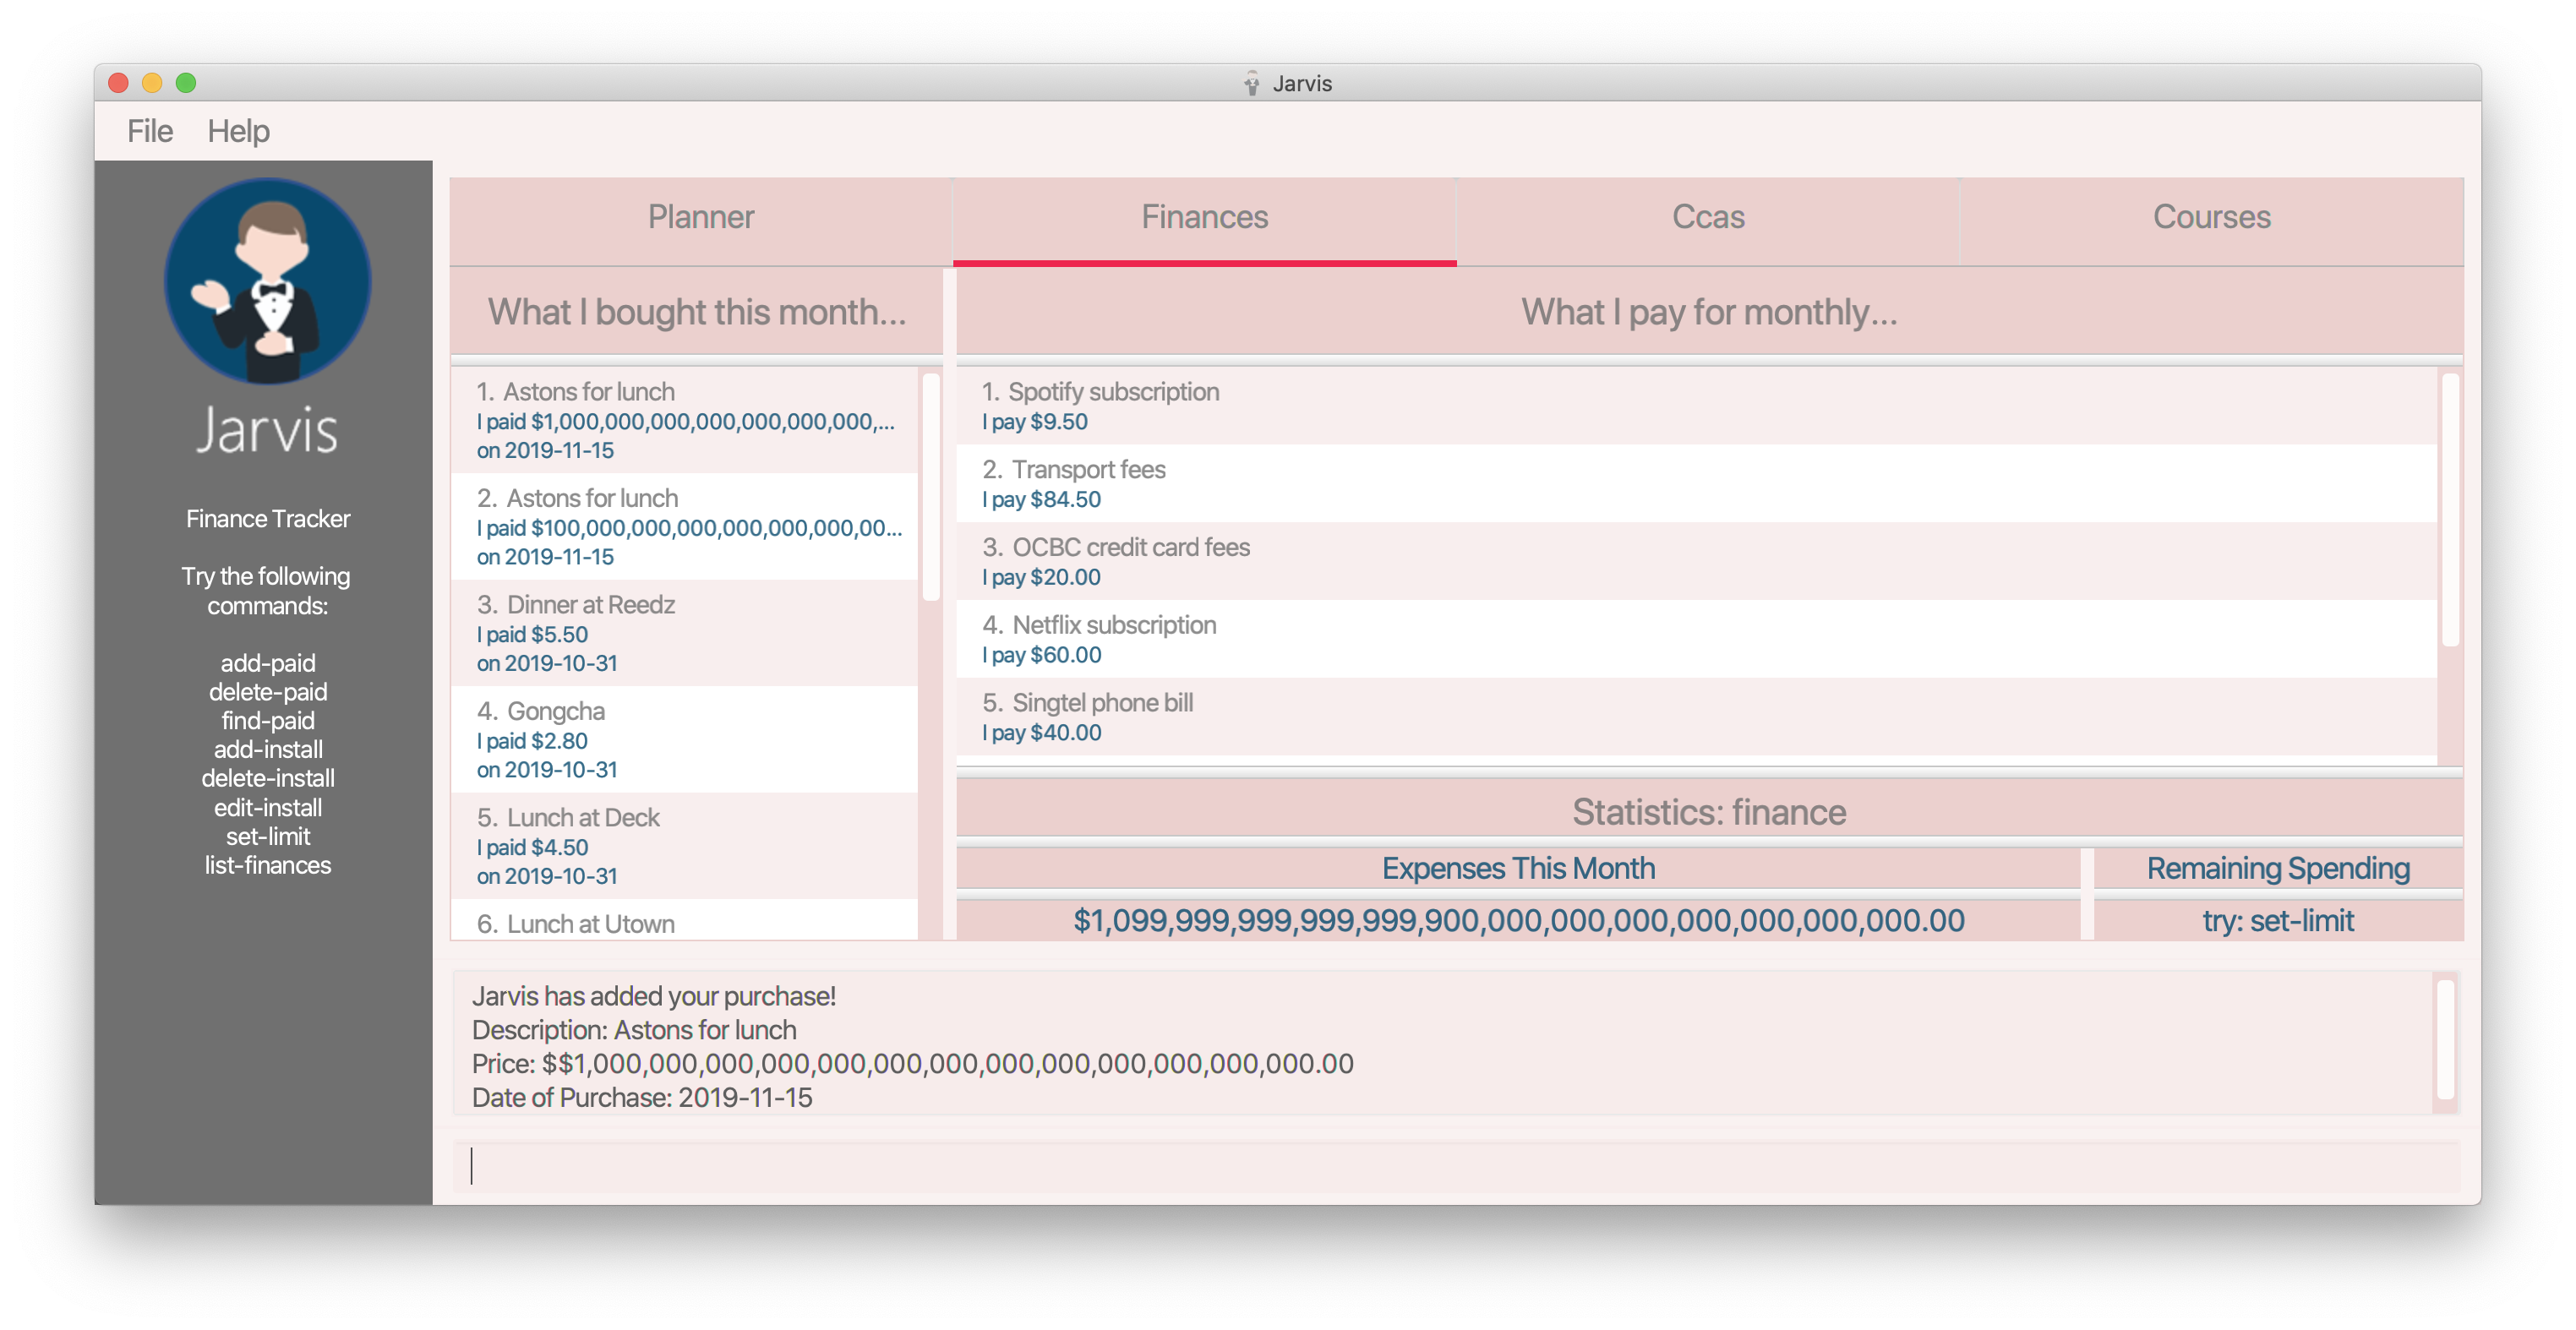 Jarvis
File Help
Jarvis
Finance Tracker
Try the following
commands:
add-paid
delete-paid
find-paid
add-install
delete-install
edit-install
set-limit
list-finances
Planner Finances Ccas Courses
What I bought this month...
1. Astons for lunch
I paid $1,000,000,000,000,000,000,000,...
on 2019-11-15
2. Astons for lunch
I paid $100,000,000,000,000,000,000,00...
on 2019-11-15
3. Dinner at Reedz
I paid $5.50
on 2019-10-31
4. Gongcha
I paid $2.80
on 2019-10-31
5. Lunch at Deck
I paid $4.50
on 2019-10-31
6. Lunch at Utown
What I pay for monthly...
1. Spotify subscription
I pay $9.50
2. Transport fees
I pay $84.50
3. OCBC credit card fees
I pay $20.00
4. Netflix subscription
I pay $60.00
5. Singtel phone bill
I pay $40.00
Statistics: finance
Expenses This Month
$1,099,999,999,999,999,900,000,000,000,000,000,000,000.00
Remaining Spending
try: set-limit
Jarvis has added your purchase!
Description: Astons for lunch
Price: $$1,000,000,000,000,000,000,000,000,000,000,000,000,000.00
Date of Purchase: 2019-11-15